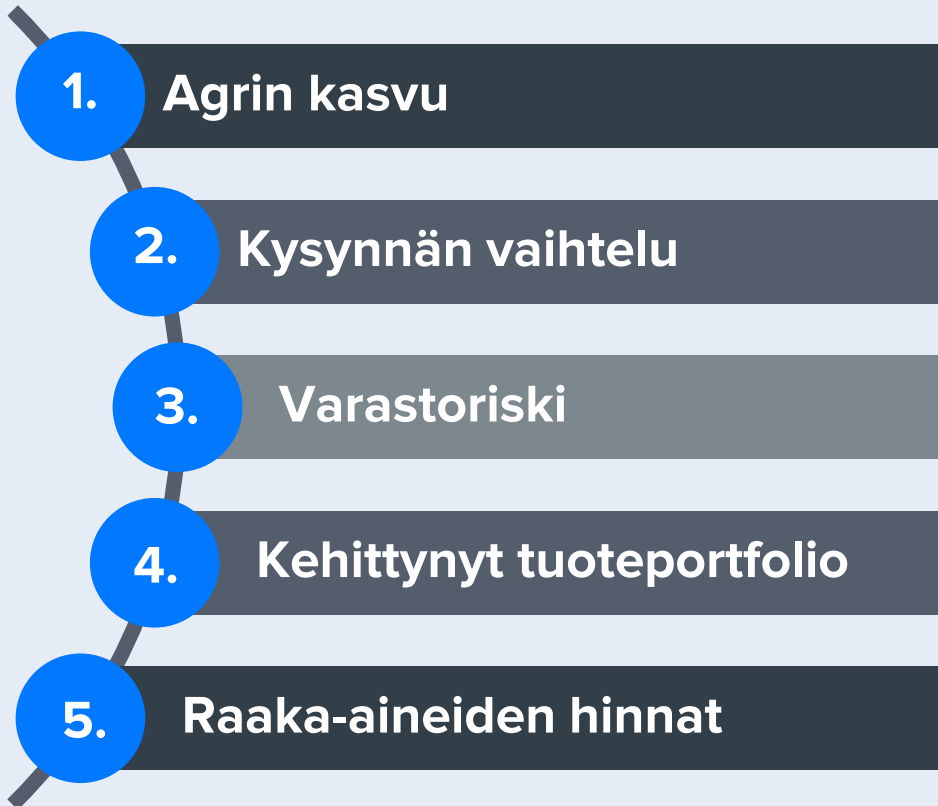 1. Agrin kasvu
2. Kysynnän vaihtelu
3. Varastoriski
4. Kehittynyt tuoteportfolio
5. Raaka-aineiden hinnat